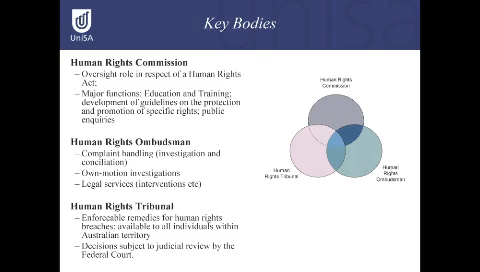 Key Bodies
UniSA
Human Rights Commission
– Oversight role in respect of a Human Rights
Act;
– Major functions: Education and Training;
development of guidelines on the protection
and promotion of specific rights; public
enquiries
Human Rights Ombudsman
– Complaint handling (investigation and
conciliation)
– Own-motion investigations
– Legal services (interventions etc)
Human Rights Tribunal
– Enforceable remedies for human rights
breaches; available to all individuals within
Australian territory
– Decisions subject to judicial review by the
Federal Court.
Human Rights
Commission
Human
Rights Tribunal
Human
Rights
Ombudsman